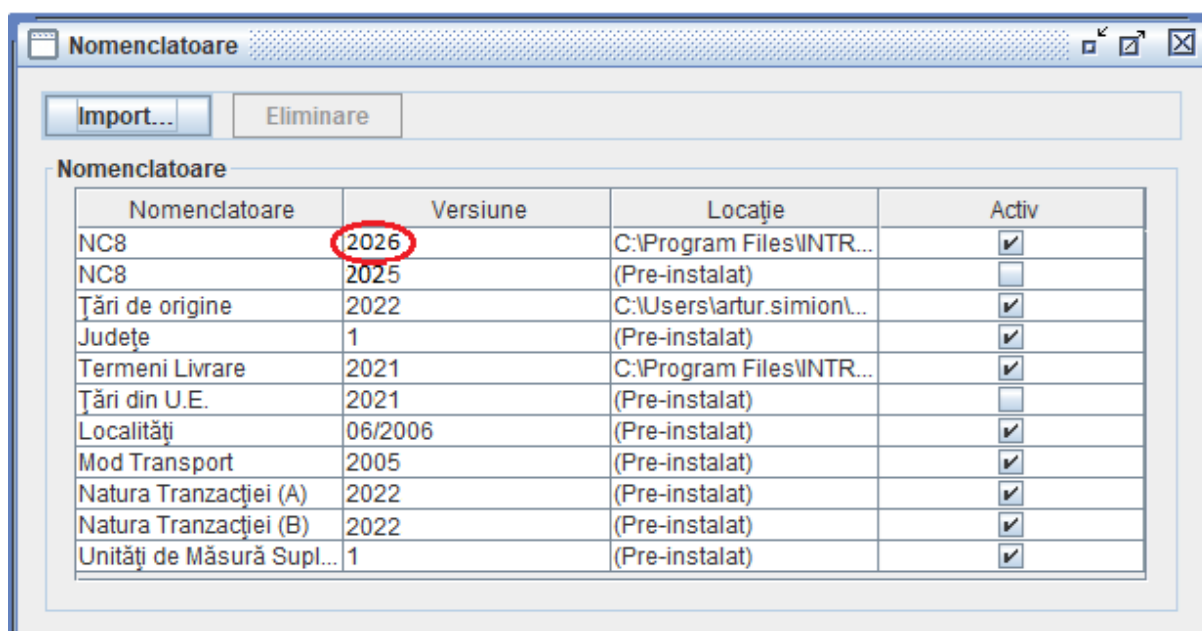 Nomenclatoare
Import... Eliminare
Nomenclatoare
Nomenclatoare Versiune Locaţie Activ
NC8 2026 C:\Program Files\INTR...
NC8 2025 (Pre-instalat)
Ţări de origine 2022 C:\Users\artur.simion\...
Judeţe 1 (Pre-instalat)
Termeni Livrare 2021 C:\Program Files\INTR...
Ţări din U.E. 2021 (Pre-instalat)
Localităţi 06/2006 (Pre-instalat)
Mod Transport 2005 (Pre-instalat)
Natura Tranzacţiei (A) 2022 (Pre-instalat)
Natura Tranzacţiei (B) 2022 (Pre-instalat)
Unităţi de Măsură Supl... 1 (Pre-instalat)